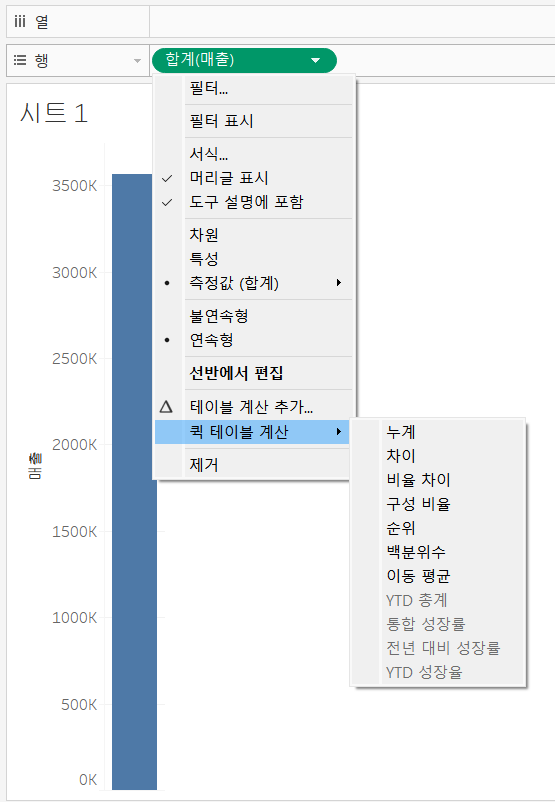 열
행
합계(매출)
시트 1
필터...
필터 표시
서식...
머리글 표시
도구 설명에 포함
차원
특성
측정값 (합계)
불연속형
연속형
선반에서 편집
테이블 계산 추가...
퀵 테이블 계산
제거
누계
차이
비율 차이
구성 비율
순위
백분위수
이동 평균
YTD 총계
통합 성장률
전년 대비 성장률
YTD 성장율
3500K
3000K
2500K
2000K
1500K
1000K
500K
0K
매출